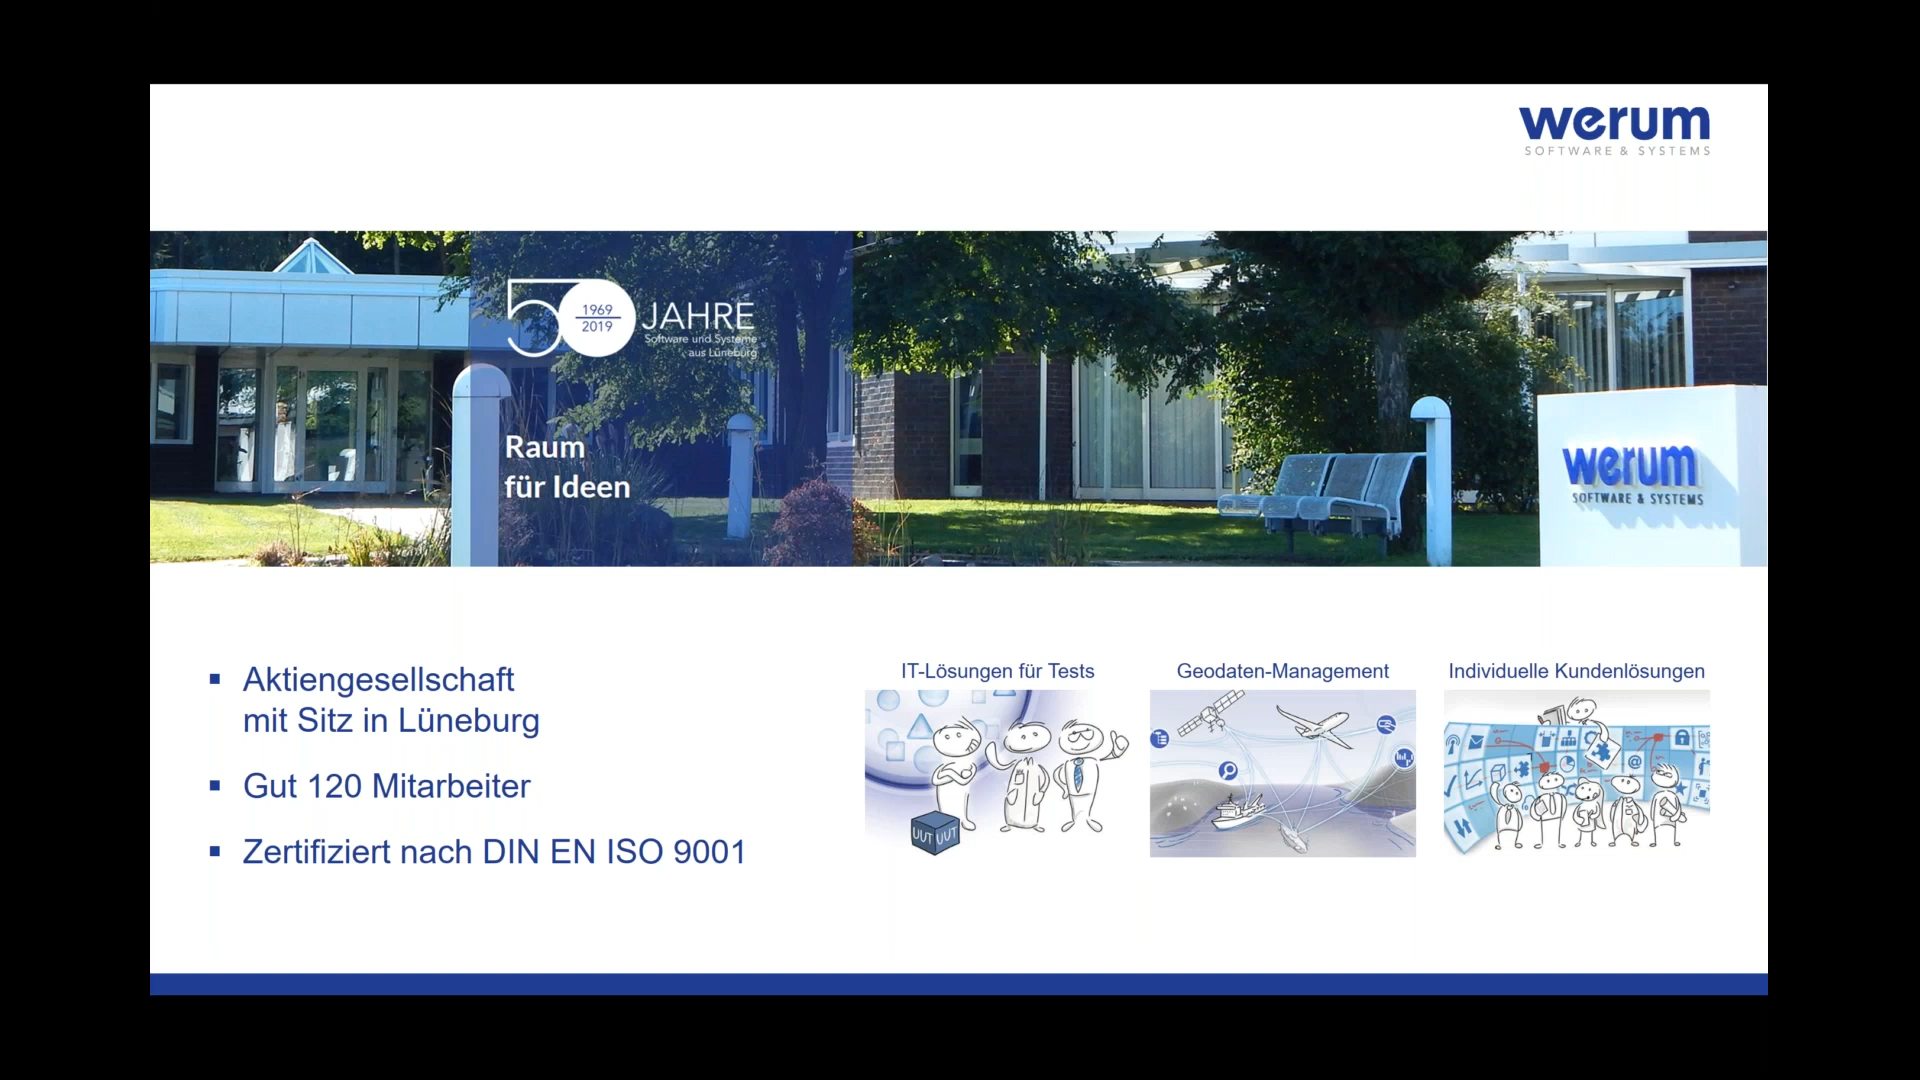 werum
SOFTWARE & SYSTEMS
50
1969
2019
JAHRE
Software und Systeme
aus Lüneburg
Raum
für Ideen
werum
SOFTWARE & SYSTEMS
▪ Aktiengesellschaft
mit Sitz in Lüneburg
▪ Gut 120 Mitarbeiter
▪ Zertifiziert nach DIN EN ISO 9001
IT-Lösungen für Tests
UUT UUT
Geodaten-Management
Individuelle Kundenlösungen
@